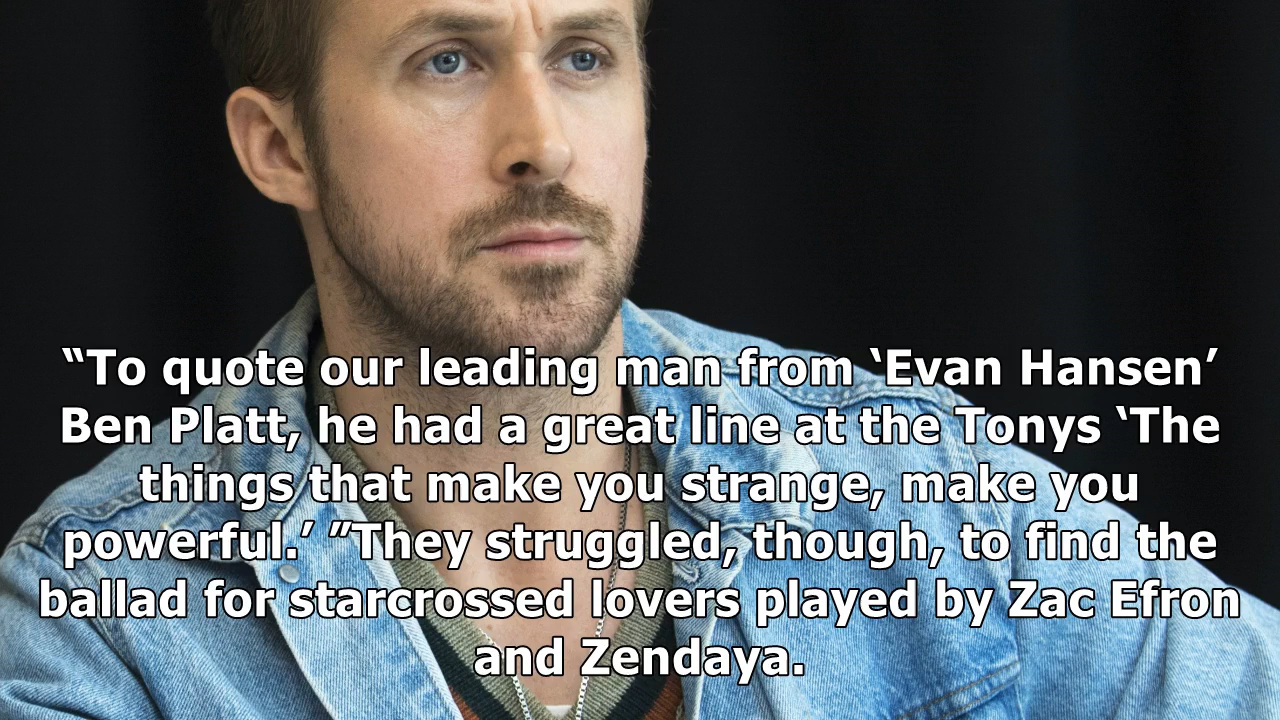 “To quote our leading man from ‘Evan Hansen’
Ben Platt, he had a great line at the Tonys ‘The
things that make you strange, make you
powerful.’ ”They struggled, though, to find the
ballad for starcrossed lovers played by Zac Efron
and Zendaya.